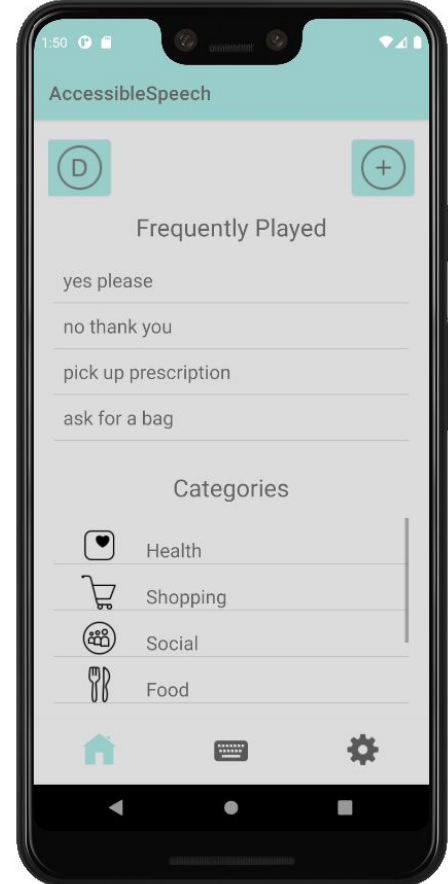 1:50
AccessibleSpeech
D +
Frequently Played
yes please
no thank you
pick up prescription
ask for a bag
Categories
Health
Shopping
Social
Food